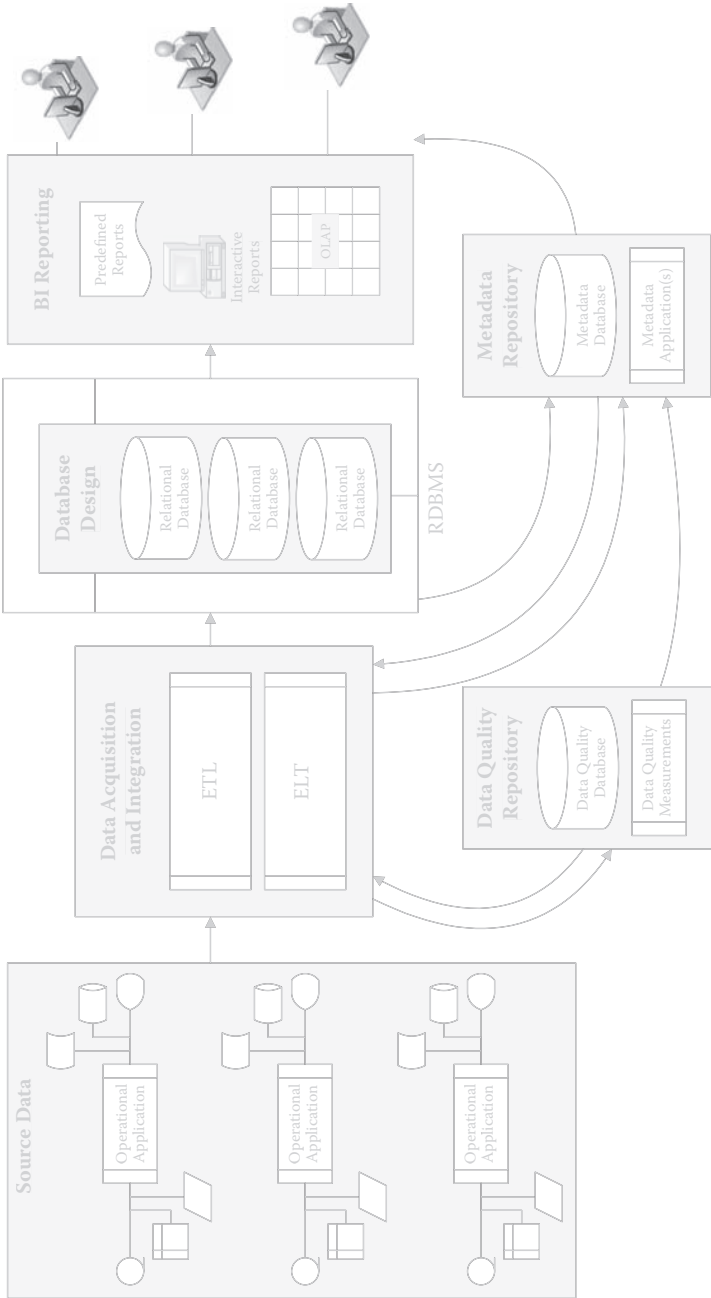 Source Data
Operational
Application
Operational
Application
Operational
Application
Data Acquisition
and Integration
ETL
ELT
Database
Design
Relational
Database
Relational
Database
Relational
Database
RDBMS
BI Reporting
Predefined
Reports
Interactive
Reports
OLAP
Data Quality
Repository
Data Quality
Database
Data Quality
Measurements
Metadata
Repository
Metadata
Database
Metadata
Application(s)